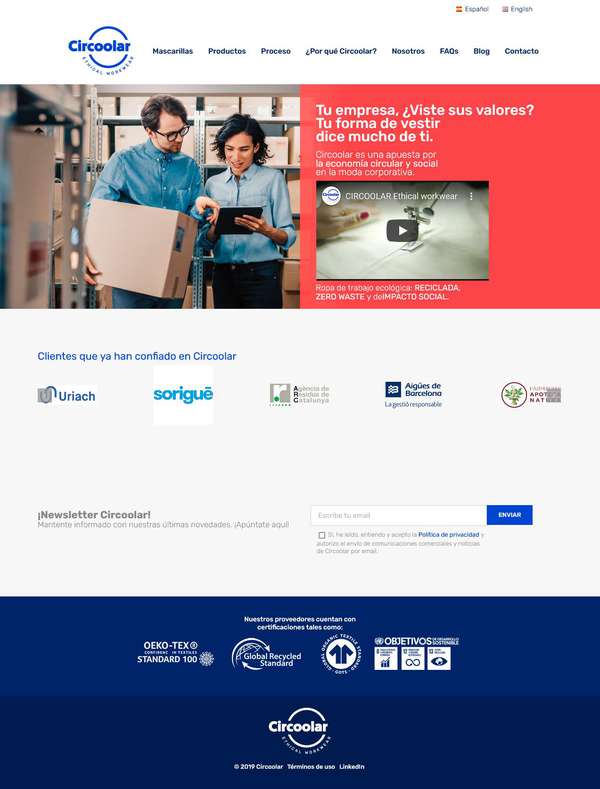 Español
English
Circoolar
ETHICAL WORKWEAR
Mascarillas
Productos
Proceso
¿Por qué Circoolar?
Nosotros
FAQs
Blog
Contacto
Tu empresa, ¿Viste sus valores?
Tu forma de vestir
dice mucho de ti.
Circoolar es una apuesta por
la economía circular y social
en la moda corporativa.
Circoolar
CIRCOOLAR Ethical workwear
Ropa de trabajo ecológica: RECICLADA,
ZERO WASTE y deIMPACTO SOCIAL.
Clientes que ya han confiado en Circoolar
Uriach
sorigué
Agència de
Residus de
Catalunya
Aigües de
Barcelona
La gestió responsable
¡Newsletter Circoolar!
Mantente informado con nuestras últimas novedades. ¡Apúntate aquí!
Escribe tu email
ENVIAR
Sí, he leído, entiendo y acepto la Política de privacidad y
autorizo el envío de comunicaciones comerciales y noticias
de Circoolar por email.
Nuestros proveedores cuentan con
certificaciones tales como:
OEKO-TEX®
CONFIDENCE IN TEXTILES
STANDARD 100
Global Recycled
Standard
GLOBAL ORGANIC TEXTILE STANDARD
GOTS
OBJETIVOS DE DESARROLLO
SOSTENIBLE
Circoolar
ETHICAL WORKWEAR
© 2019 Circoolar
Términos de uso
LinkedIn